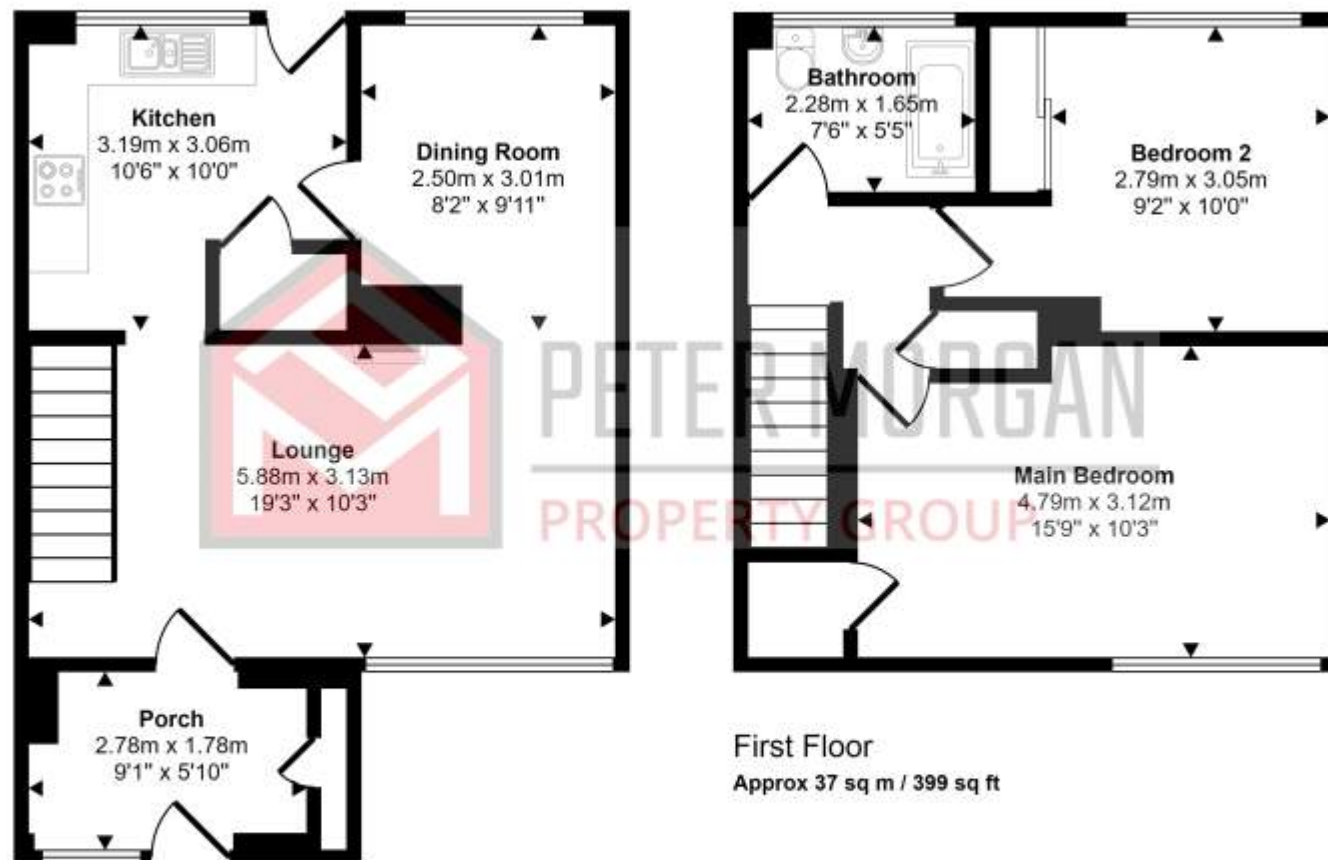 Kitchen
3.19m x 3.06m
10'6" x 10'0"
Dining Room
2.50m x 3.01m
8'2" x 9'11"
Lounge
5.88m x 3.13m
19'3" x 10'3"
Porch
2.78m x 1.78m
9'1" x 5'10"
Bathroom
2.28m x 1.65m
7'6" x 5'5"
Bedroom 2
2.79m x 3.05m
9'2" x 10'0"
Main Bedroom
4.79m x 3.12m
15'9" x 10'3"
PETER MORGAN
PROPERTY GROUP
First Floor
Approx 37 sq m / 399 sq ft